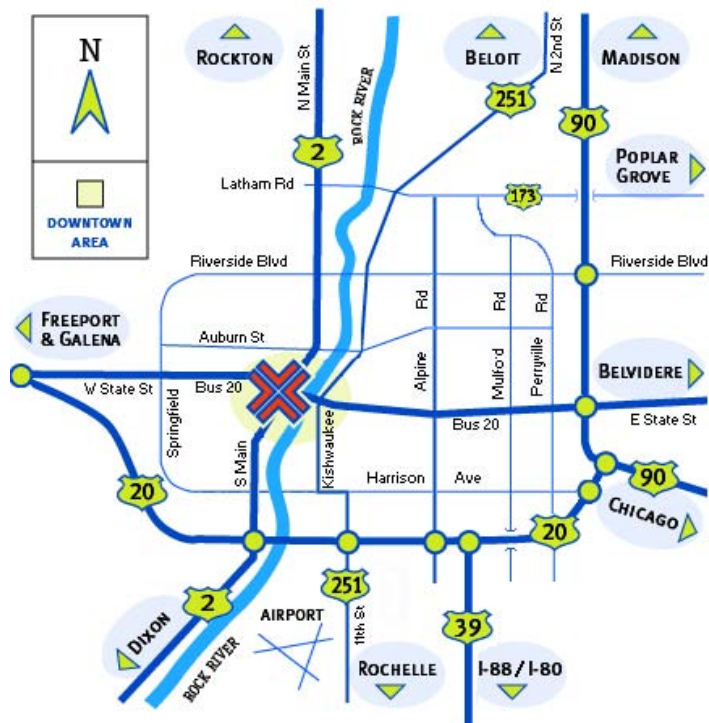 N
DOWNTOWN
AREA
ROCKTON
N Main St
ROCK RIVER
BELOIT
N 2nd St
MADISON
251
90
2
POPLAR
GROVE
Latham Rd
173
Riverside Blvd
Riverside Blvd
FREEPORT
& GALENA
Auburn St
Alpine Rd
Mulford Rd
Perryville Rd
BELVIDERE
W State St
Bus 20
Springfield
S Main
Kishwaukee
Bus 20
E State St
Harrison Ave
20
90
CHICAGO
20
2
251
39
DIXON
AIRPORT
11th St
ROCK RIVER
ROCHELLE
I-88 / I-80